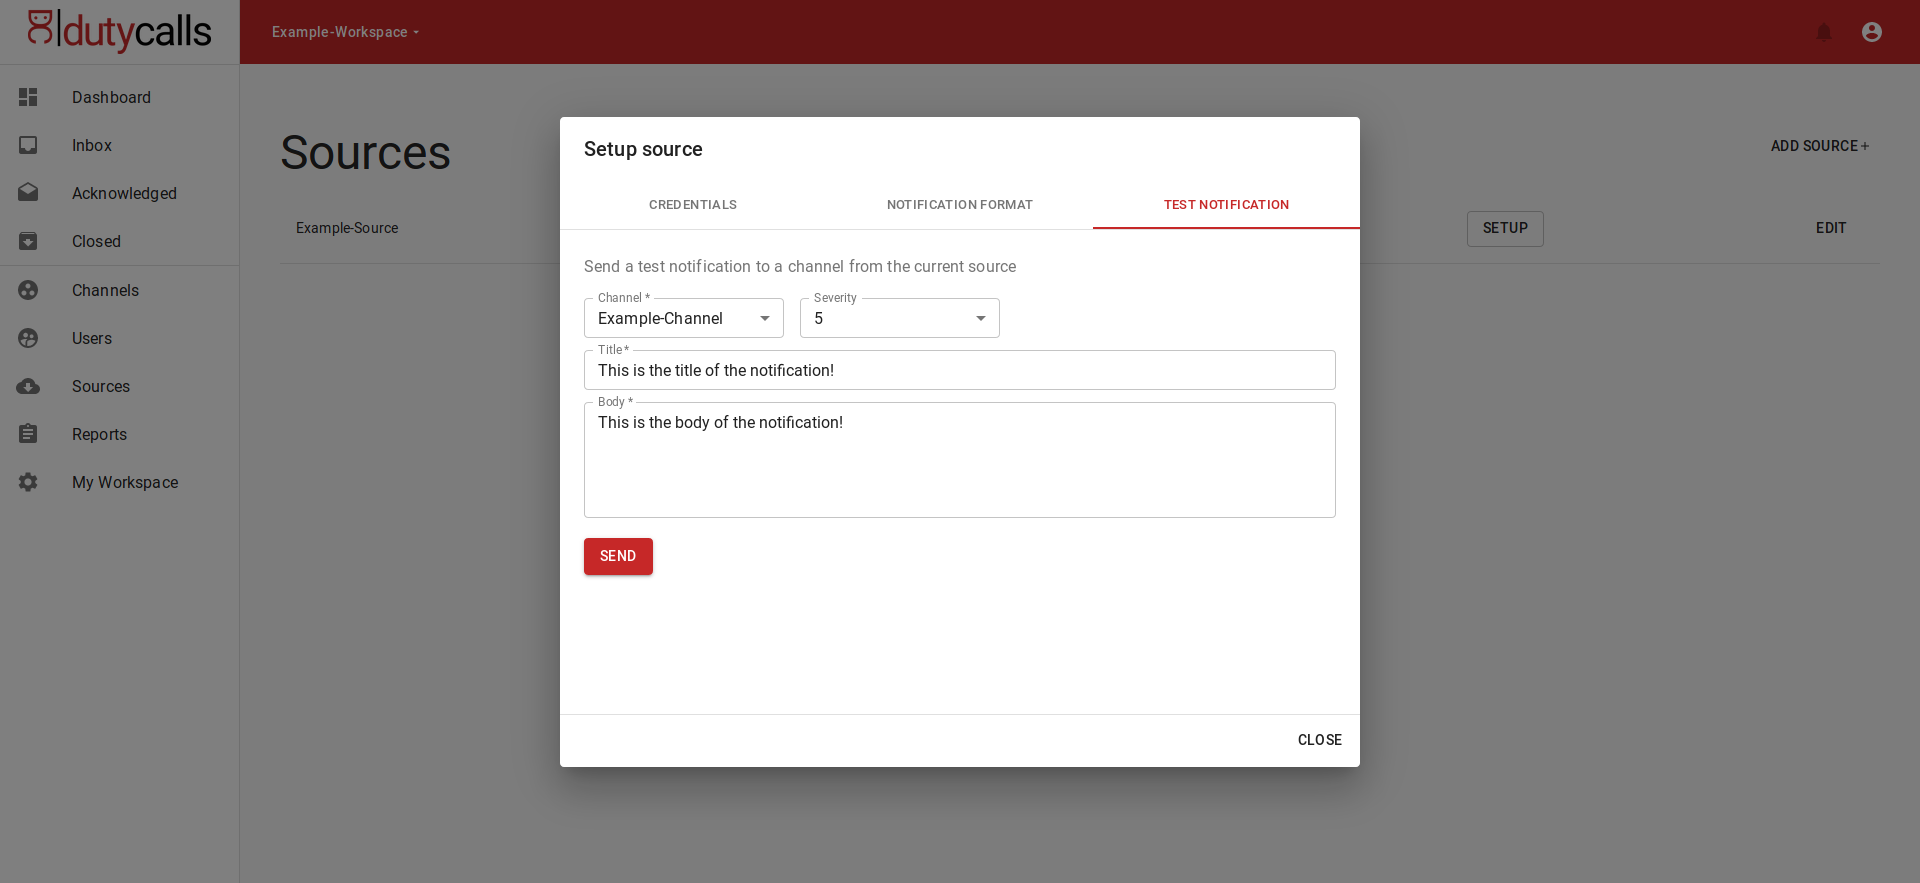 dutycalls
Example-Workspace
Dashboard
Inbox
Acknowledged
Closed
Channels
Users
Sources
Reports
My Workspace
Sources
ADD SOURCE +
Example-Source
SETUP
EDIT
Setup source
CREDENTIALS
NOTIFICATION FORMAT
TEST NOTIFICATION
Send a test notification to a channel from the current source
Channel *
Example-Channel
Severity
5
Title *
This is the title of the notification!
Body *
This is the body of the notification!
SEND
CLOSE